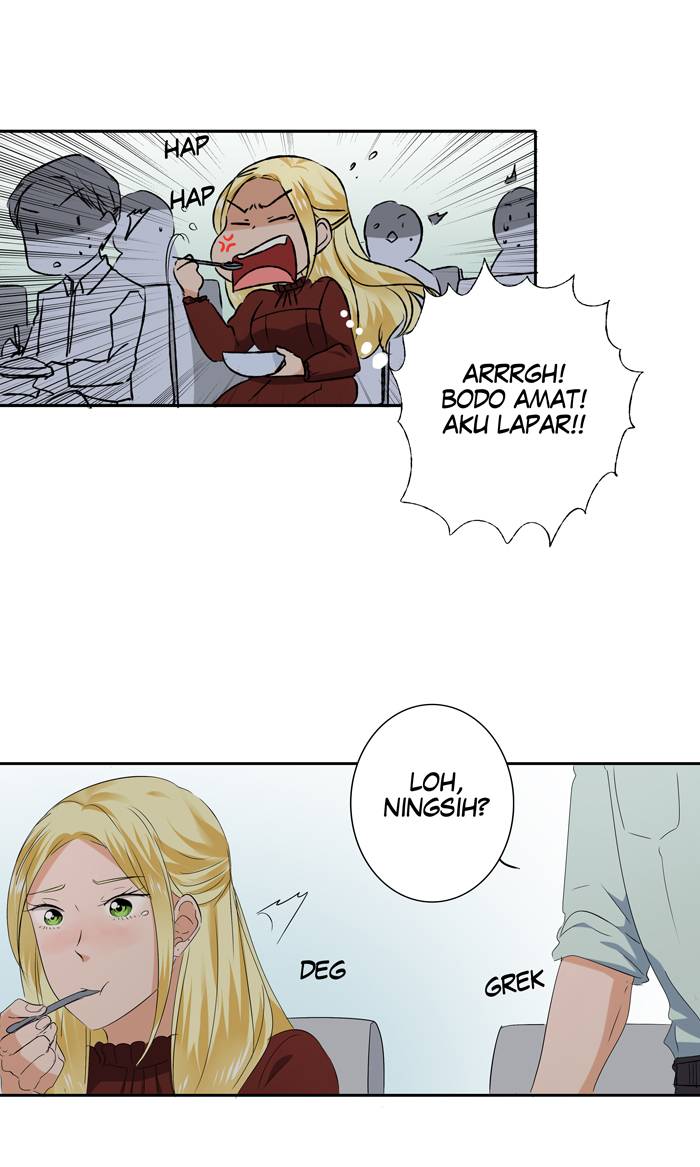 HAP
HAP
ARRRGH!
BODO AMAT!
AKU LAPAR!!
LOH,
NINGSIH?
DEG
GREK